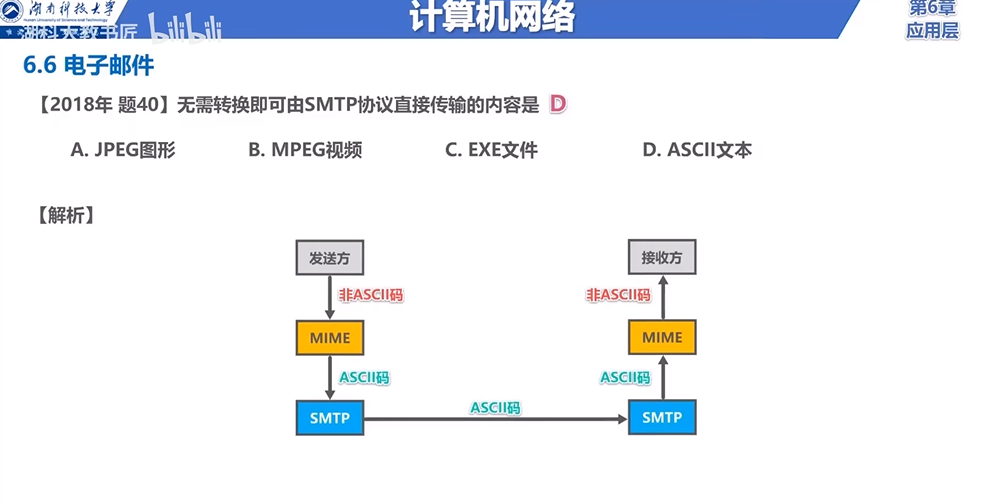 湖南科技大学
Hunan University of Science and Technology
湖科大教书匠 bilibili
计算机网络
第6章
应用层
6.6 电子邮件
【2018年 题40】无需转换即可由SMTP协议直接传输的内容是 D
A. JPEG图形 B. MPEG视频 C. EXE文件 D. ASCII文本
【解析】
发送方 接收方
非ASCII码 非ASCII码
MIME MIME
ASCII码 ASCII码
SMTP ASCII码 SMTP